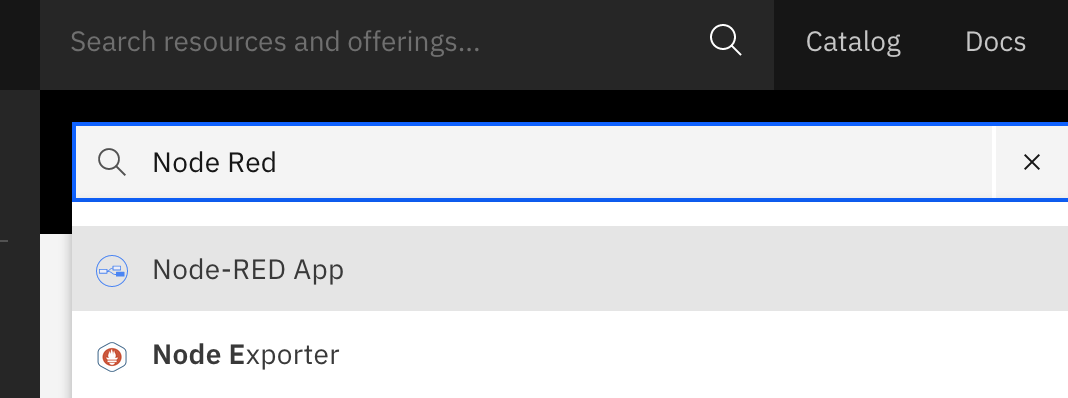 Search resources and offerings...
Catalog
Docs
Node Red
Node-RED App
Node Exporter